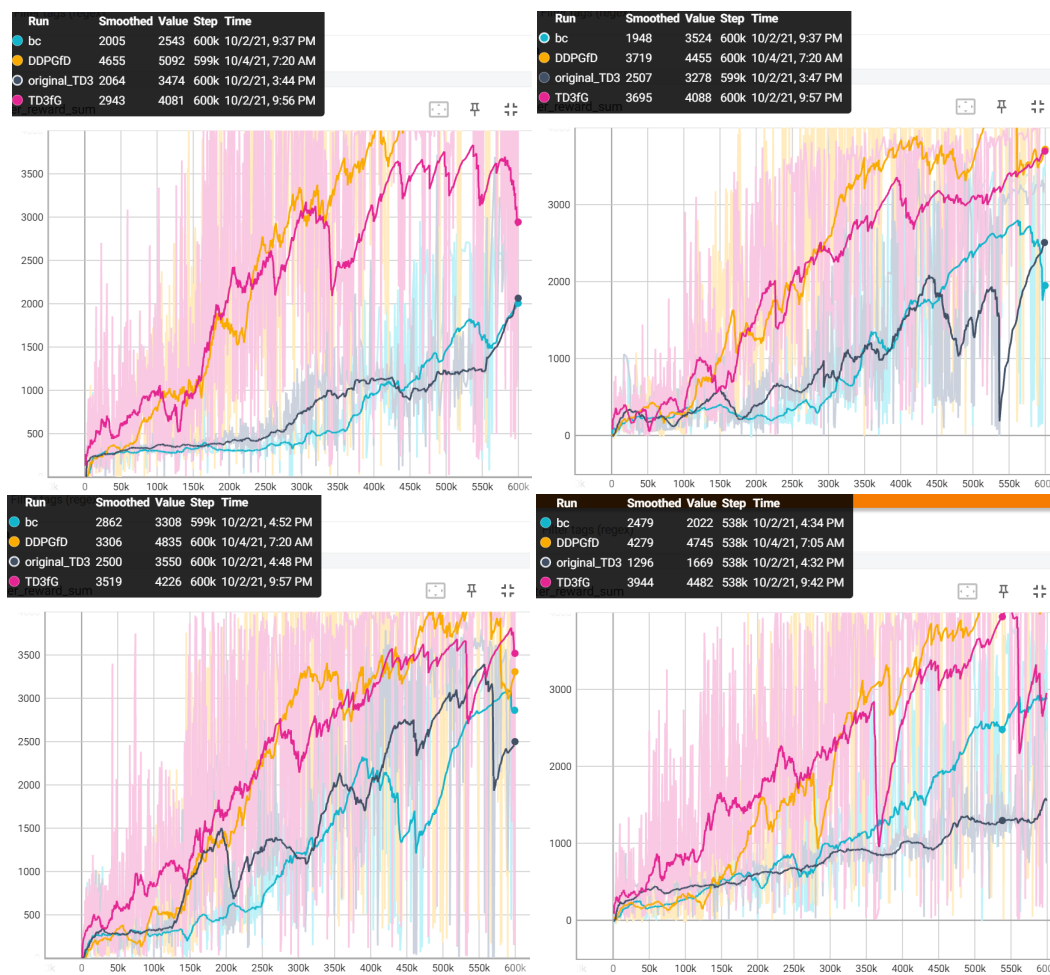 Run Smoothed Value Step Time
bc 2005 2543 600k 10/2/21, 9:37 PM
DDPGfD 4655 5092 599k 10/4/21, 7:20 AM
original_TD3 2064 3474 600k 10/2/21, 3:44 PM
TD3fG 2943 4081 600k 10/2/21, 9:56 PM
er_reward_sum
3500
3000
2500
2000
1500
1000
500
0 50k 100k 150k 200k 250k 300k 350k 400k 450k 500k 550k 600k
Run Smoothed Value Step Time
bc 1948 3524 600k 10/2/21, 9:37 PM
DDPGfD 3719 4455 600k 10/4/21, 7:20 AM
original_TD3 2507 3278 599k 10/2/21, 3:47 PM
TD3fG 3695 4088 600k 10/2/21, 9:57 PM
er_reward_sum
3000
2000
1000
0
0 50k 100k 150k 200k 250k 300k 350k 400k 450k 500k 550k 600k
Run Smoothed Value Step Time
bc 2862 3308 599k 10/2/21, 4:52 PM
DDPGfD 3306 4835 600k 10/4/21, 7:20 AM
original_TD3 2500 3550 600k 10/2/21, 4:48 PM
TD3fG 3519 4226 600k 10/2/21, 9:57 PM
er_reward_sum
3500
3000
2500
2000
1500
1000
500
0 50k 100k 150k 200k 250k 300k 350k 400k 450k 500k 550k 600k
Run Smoothed Value Step Time
bc 2479 2022 538k 10/2/21, 4:34 PM
DDPGfD 4279 4745 538k 10/4/21, 7:05 AM
original_TD3 1296 1669 538k 10/2/21, 4:32 PM
TD3fG 3944 4482 538k 10/2/21, 9:42 PM
er_reward_sum
3000
2000
1000
0
0 50k 100k 150k 200k 250k 300k 350k 400k 450k 500k 550k 600k